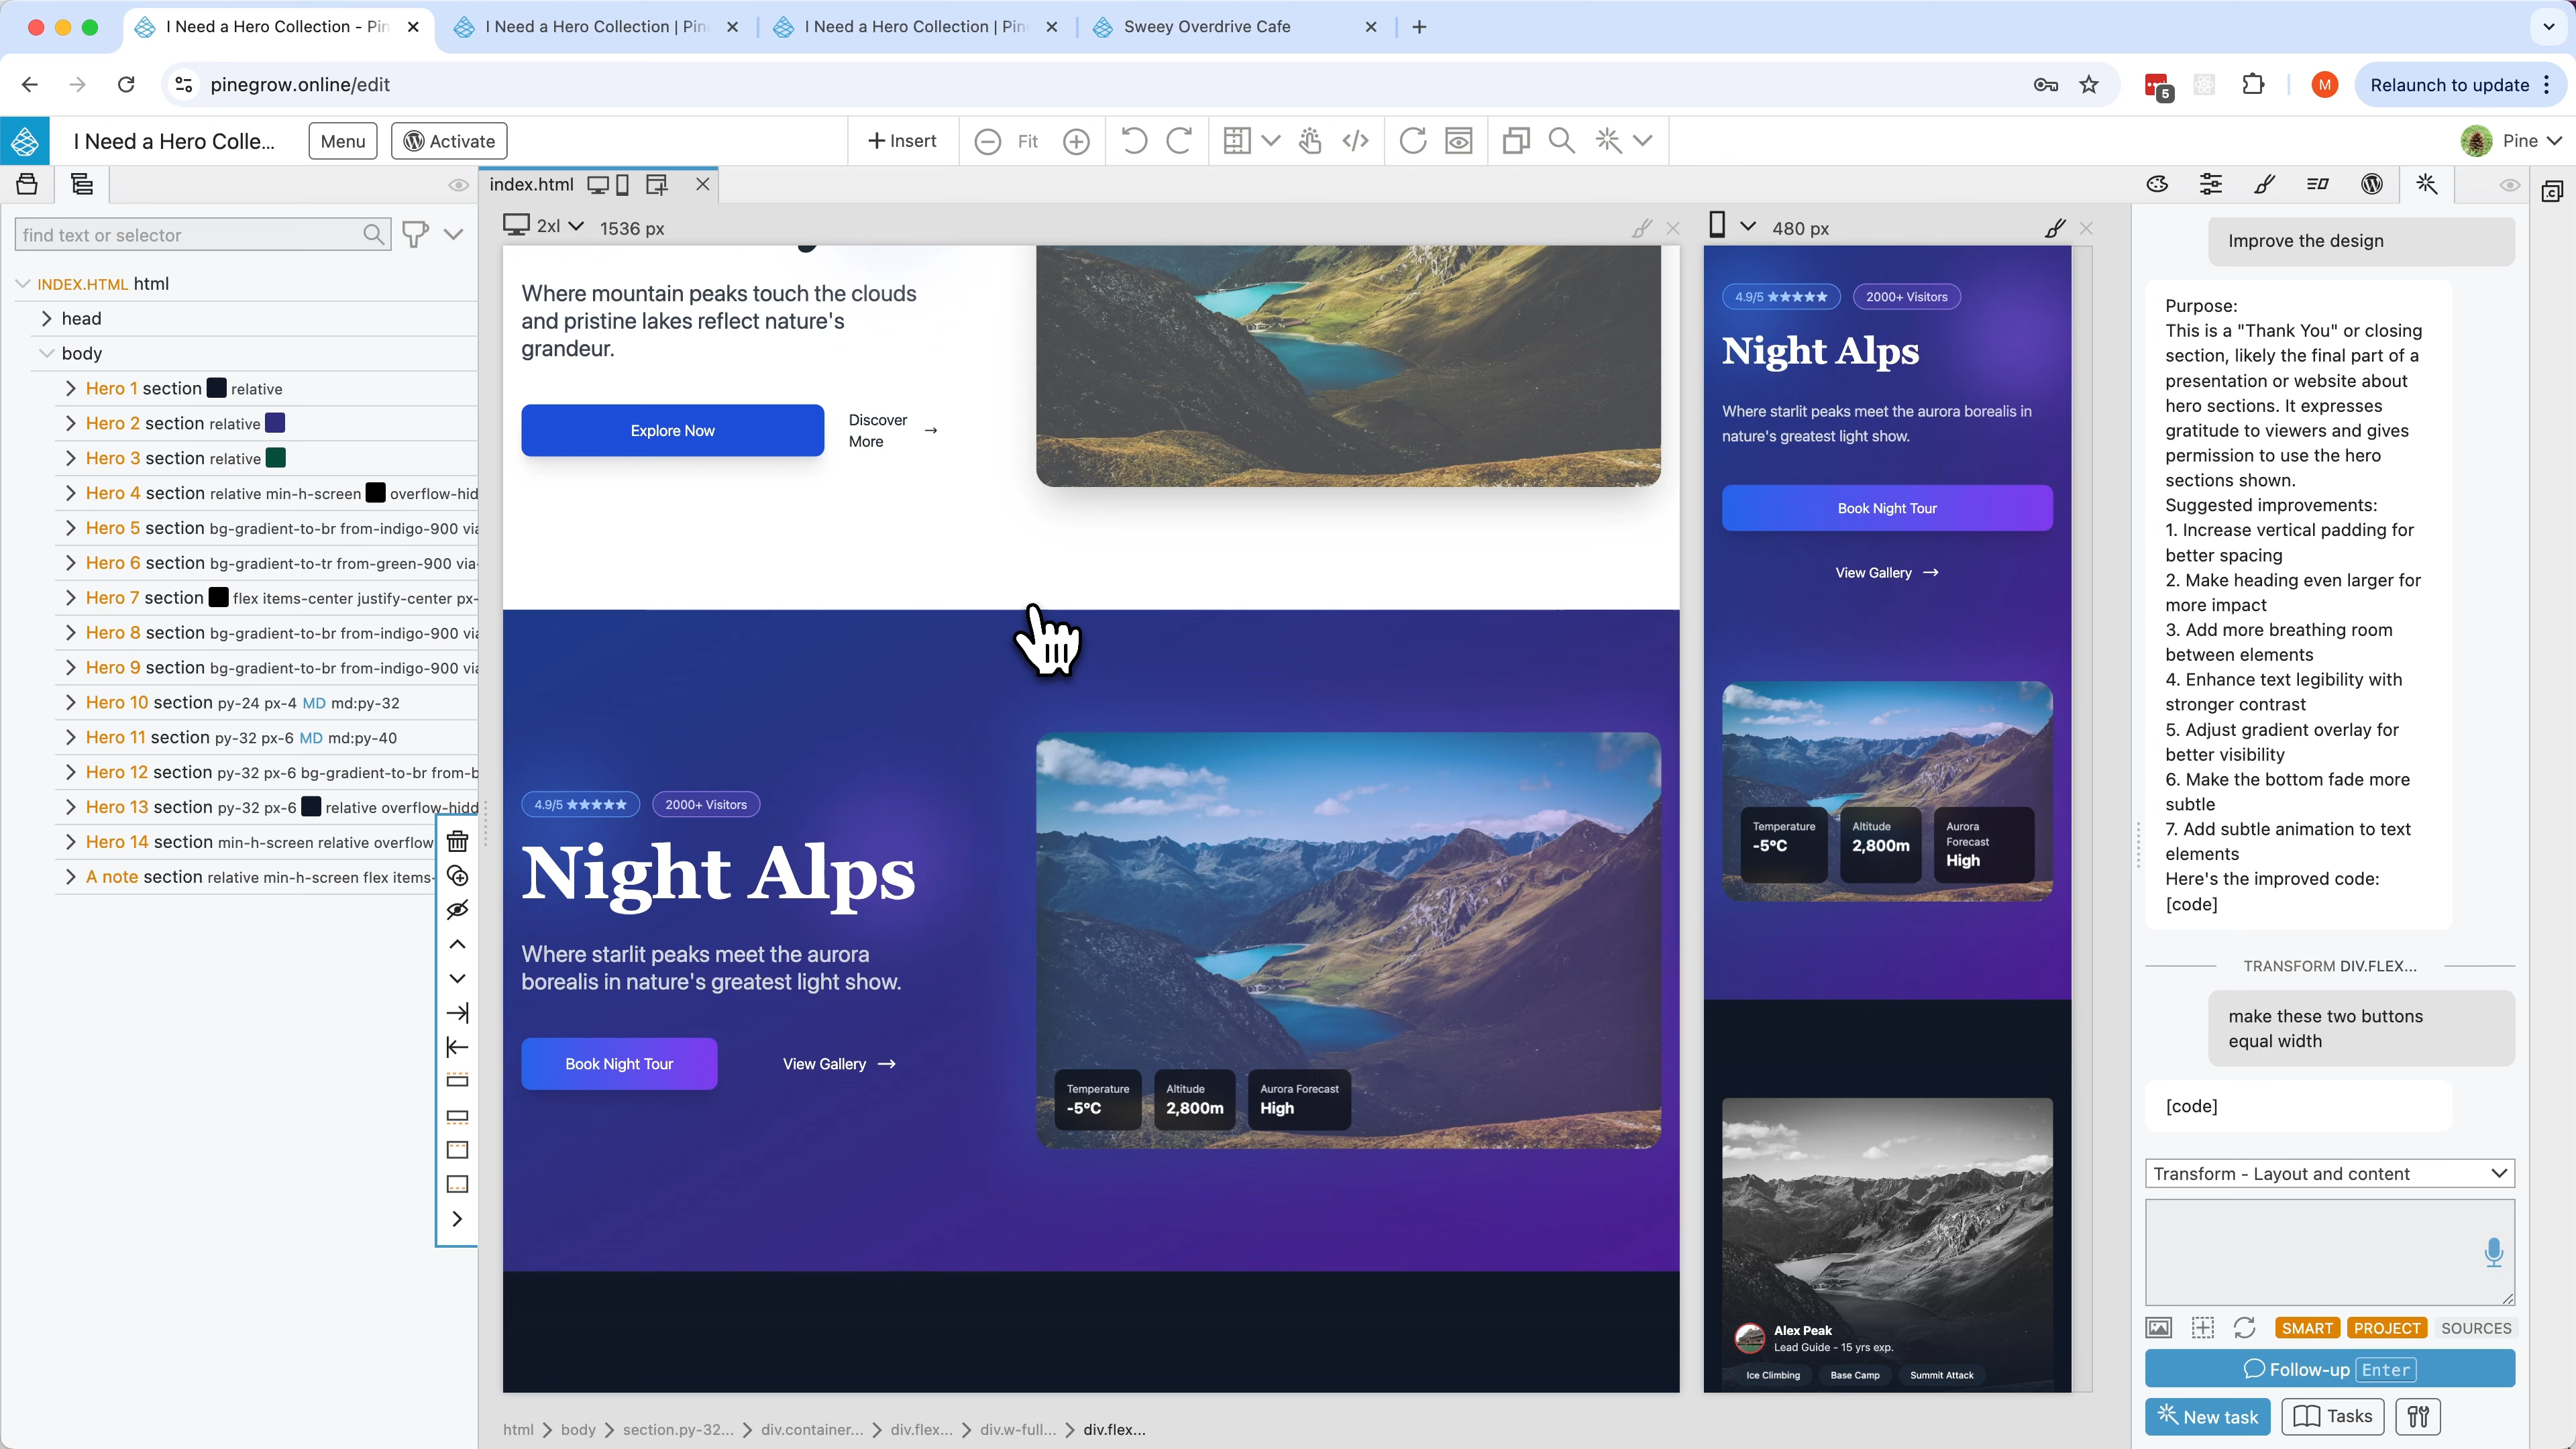 I Need a Hero Collection - Pin
I Need a Hero Collection | Pin
I Need a Hero Collection | Pin
Sweey Overdrive Cafe
pinegrow.online/edit
5
M
Relaunch to update
I Need a Hero Colle...
Menu
Activate
Insert
Fit
Pine
index.html
find text or selector
2xl
1536 px
480 px
INDEX.HTML html
head
body
Hero 1 section relative
Hero 2 section relative
Hero 3 section relative
Hero 4 section relative min-h-screen overflow-hid
Hero 5 section bg-gradient-to-br from-indigo-900 via
Hero 6 section bg-gradient-to-tr from-green-900 via-
Hero 7 section flex items-center justify-center px-
Hero 8 section bg-gradient-to-br from-indigo-900 via
Hero 9 section bg-gradient-to-br from-indigo-900 via
Hero 10 section py-24 px-4 MD md:py-32
Hero 11 section py-32 px-6 MD md:py-40
Hero 12 section py-32 px-6 bg-gradient-to-br from-b
Hero 13 section py-32 px-6 relative overflow-hidd
Hero 14 section min-h-screen relative overflow
A note section relative min-h-screen flex items-
Where mountain peaks touch the clouds
and pristine lakes reflect nature's
grandeur.
Explore Now
Discover
More
4.9/5 ★★★★★
2000+ Visitors
Night Alps
Where starlit peaks meet the aurora
borealis in nature's greatest light show.
Book Night Tour
View Gallery →
Temperature
-5°C
Altitude
2,800m
Aurora Forecast
High
4.9/5 ★★★★★
2000+ Visitors
Night Alps
Where starlit peaks meet the aurora borealis in
nature's greatest light show.
Book Night Tour
View Gallery →
Temperature
-5°C
Altitude
2,800m
Aurora
Forecast
High
Alex Peak
Lead Guide - 15 yrs exp.
Ice Climbing
Base Camp
Summit Attack
html > body > section.py-32... > div.container... > div.flex... > div.w-full... > div.flex...
Improve the design
Purpose:
This is a "Thank You" or closing
section, likely the final part of a
presentation or website about
hero sections. It expresses
gratitude to viewers and gives
permission to use the hero
sections shown.
Suggested improvements:
1. Increase vertical padding for
better spacing
2. Make heading even larger for
more impact
3. Add more breathing room
between elements
4. Enhance text legibility with
stronger contrast
5. Adjust gradient overlay for
better visibility
6. Make the bottom fade more
subtle
7. Add subtle animation to text
elements
Here's the improved code:
[code]
TRANSFORM DIV.FLEX...
make these two buttons
equal width
[code]
Transform - Layout and content
SMART
PROJECT
SOURCES
Follow-up Enter
New task
Tasks